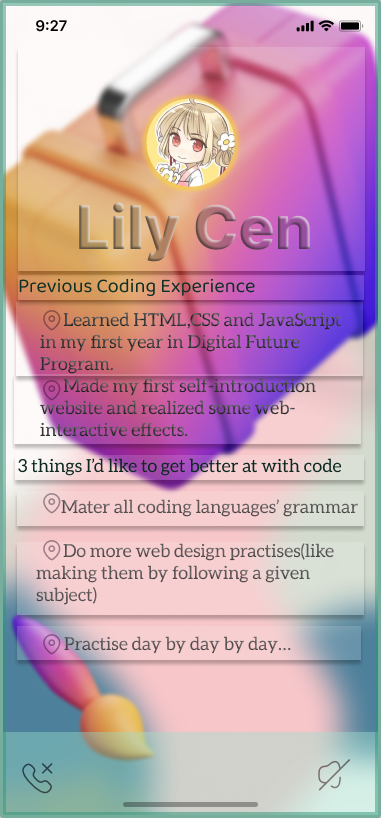 9:27
Lily Cen
Previous Coding Experience
Learned HTML,CSS and JavaScript
in my first year in Digital Future
Program.
Made my first self-introduction
website and realized some web-
interactive effects.
3 things I'd like to get better at with code
Mater all coding languages' grammar
Do more web design practises(like
making them by following a given
subject)
Practise day by day by day...